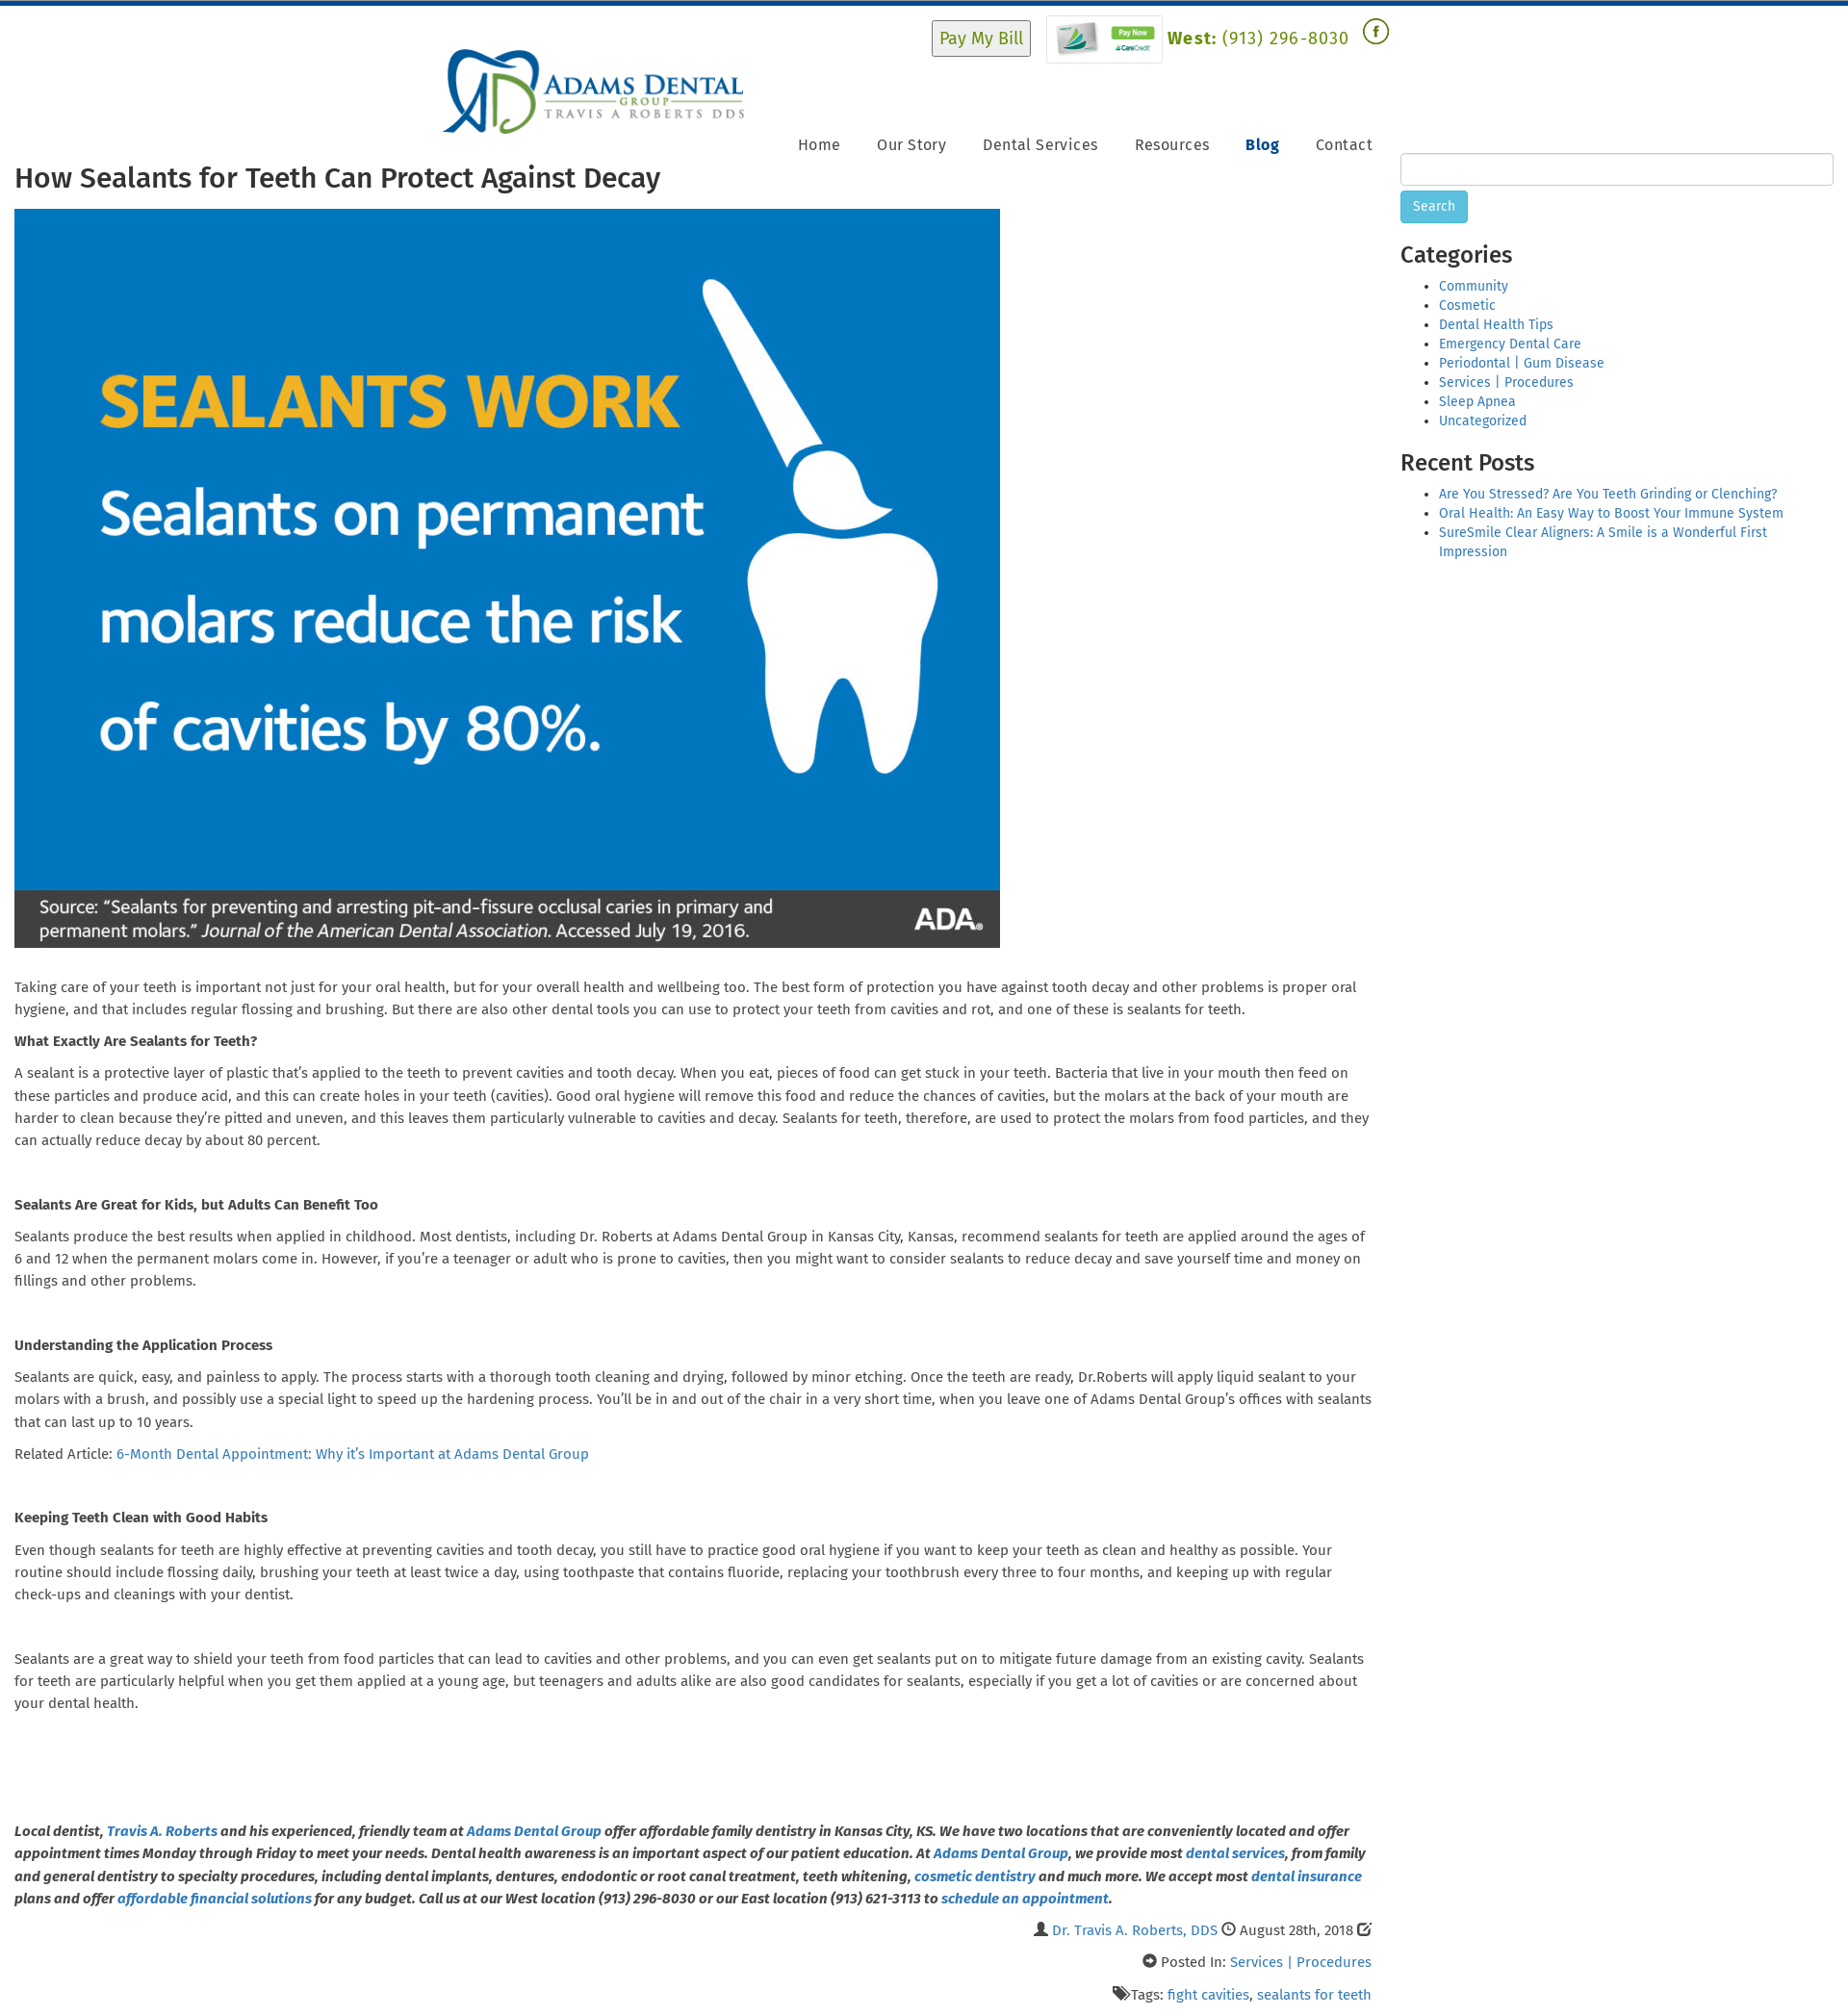 Pay My Bill
Pay Now
CareCredit
West: (913) 296-8030
ADAMS DENTAL
GROUP
TRAVIS A ROBERTS DDS
Home Our Story Dental Services Resources Blog Contact
How Sealants for Teeth Can Protect Against Decay
SEALANTS WORK
Sealants on permanent
molars reduce the risk
of cavities by 80%.
Source: “Sealants for preventing and arresting pit-and-fissure occlusal caries in primary and
permanent molars.” Journal of the American Dental Association. Accessed July 19, 2016.
ADA®
Taking care of your teeth is important not just for your oral health, but for your overall health and wellbeing too. The best form of protection you have against tooth decay and other problems is proper oral
hygiene, and that includes regular flossing and brushing. But there are also other dental tools you can use to protect your teeth from cavities and rot, and one of these is sealants for teeth.
What Exactly Are Sealants for Teeth?
A sealant is a protective layer of plastic that’s applied to the teeth to prevent cavities and tooth decay. When you eat, pieces of food can get stuck in your teeth. Bacteria that live in your mouth then feed on
these particles and produce acid, and this can create holes in your teeth (cavities). Good oral hygiene will remove this food and reduce the chances of cavities, but the molars at the back of your mouth are
harder to clean because they’re pitted and uneven, and this leaves them particularly vulnerable to cavities and decay. Sealants for teeth, therefore, are used to protect the molars from food particles, and they
can actually reduce decay by about 80 percent.
Sealants Are Great for Kids, but Adults Can Benefit Too
Sealants produce the best results when applied in childhood. Most dentists, including Dr. Roberts at Adams Dental Group in Kansas City, Kansas, recommend sealants for teeth are applied around the ages of
6 and 12 when the permanent molars come in. However, if you’re a teenager or adult who is prone to cavities, then you might want to consider sealants to reduce decay and save yourself time and money on
fillings and other problems.
Understanding the Application Process
Sealants are quick, easy, and painless to apply. The process starts with a thorough tooth cleaning and drying, followed by minor etching. Once the teeth are ready, Dr.Roberts will apply liquid sealant to your
molars with a brush, and possibly use a special light to speed up the hardening process. You’ll be in and out of the chair in a very short time, when you leave one of Adams Dental Group’s offices with sealants
that can last up to 10 years.
Related Article: 6-Month Dental Appointment: Why it’s Important at Adams Dental Group
Keeping Teeth Clean with Good Habits
Even though sealants for teeth are highly effective at preventing cavities and tooth decay, you still have to practice good oral hygiene if you want to keep your teeth as clean and healthy as possible. Your
routine should include flossing daily, brushing your teeth at least twice a day, using toothpaste that contains fluoride, replacing your toothbrush every three to four months, and keeping up with regular
check-ups and cleanings with your dentist.
Sealants are a great way to shield your teeth from food particles that can lead to cavities and other problems, and you can even get sealants put on to mitigate future damage from an existing cavity. Sealants
for teeth are particularly helpful when you get them applied at a young age, but teenagers and adults alike are also good candidates for sealants, especially if you get a lot of cavities or are concerned about
your dental health.
Local dentist, Travis A. Roberts and his experienced, friendly team at Adams Dental Group offer affordable family dentistry in Kansas City, KS. We have two locations that are conveniently located and offer
appointment times Monday through Friday to meet your needs. Dental health awareness is an important aspect of our patient education. At Adams Dental Group, we provide most dental services, from family
and general dentistry to specialty procedures, including dental implants, dentures, endodontic or root canal treatment, teeth whitening, cosmetic dentistry and much more. We accept most dental insurance
plans and offer affordable financial solutions for any budget. Call us at our West location (913) 296-8030 or our East location (913) 621-3113 to schedule an appointment.
Dr. Travis A. Roberts, DDS August 28th, 2018
Posted In: Services | Procedures
Tags: fight cavities, sealants for teeth
Search
Categories
Community
Cosmetic
Dental Health Tips
Emergency Dental Care
Periodontal | Gum Disease
Services | Procedures
Sleep Apnea
Uncategorized
Recent Posts
Are You Stressed? Are You Teeth Grinding or Clenching?
Oral Health: An Easy Way to Boost Your Immune System
SureSmile Clear Aligners: A Smile is a Wonderful First
Impression